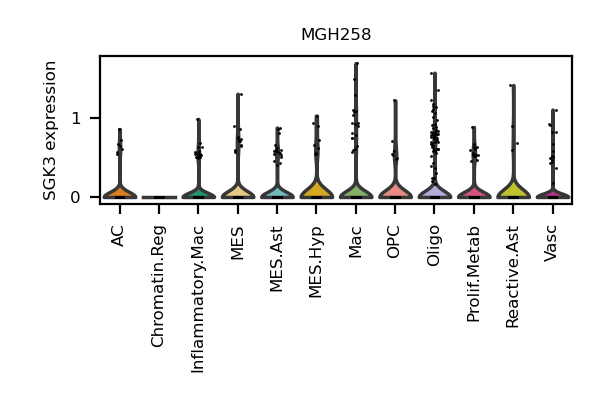 MGH258
SGK3 expression
1
0
AC
Chromatin.Reg
Inflammatory.Mac
MES
MES.Ast
MES.Hyp
Mac
OPC
Oligo
Prolif.Metab
Reactive.Ast
Vasc